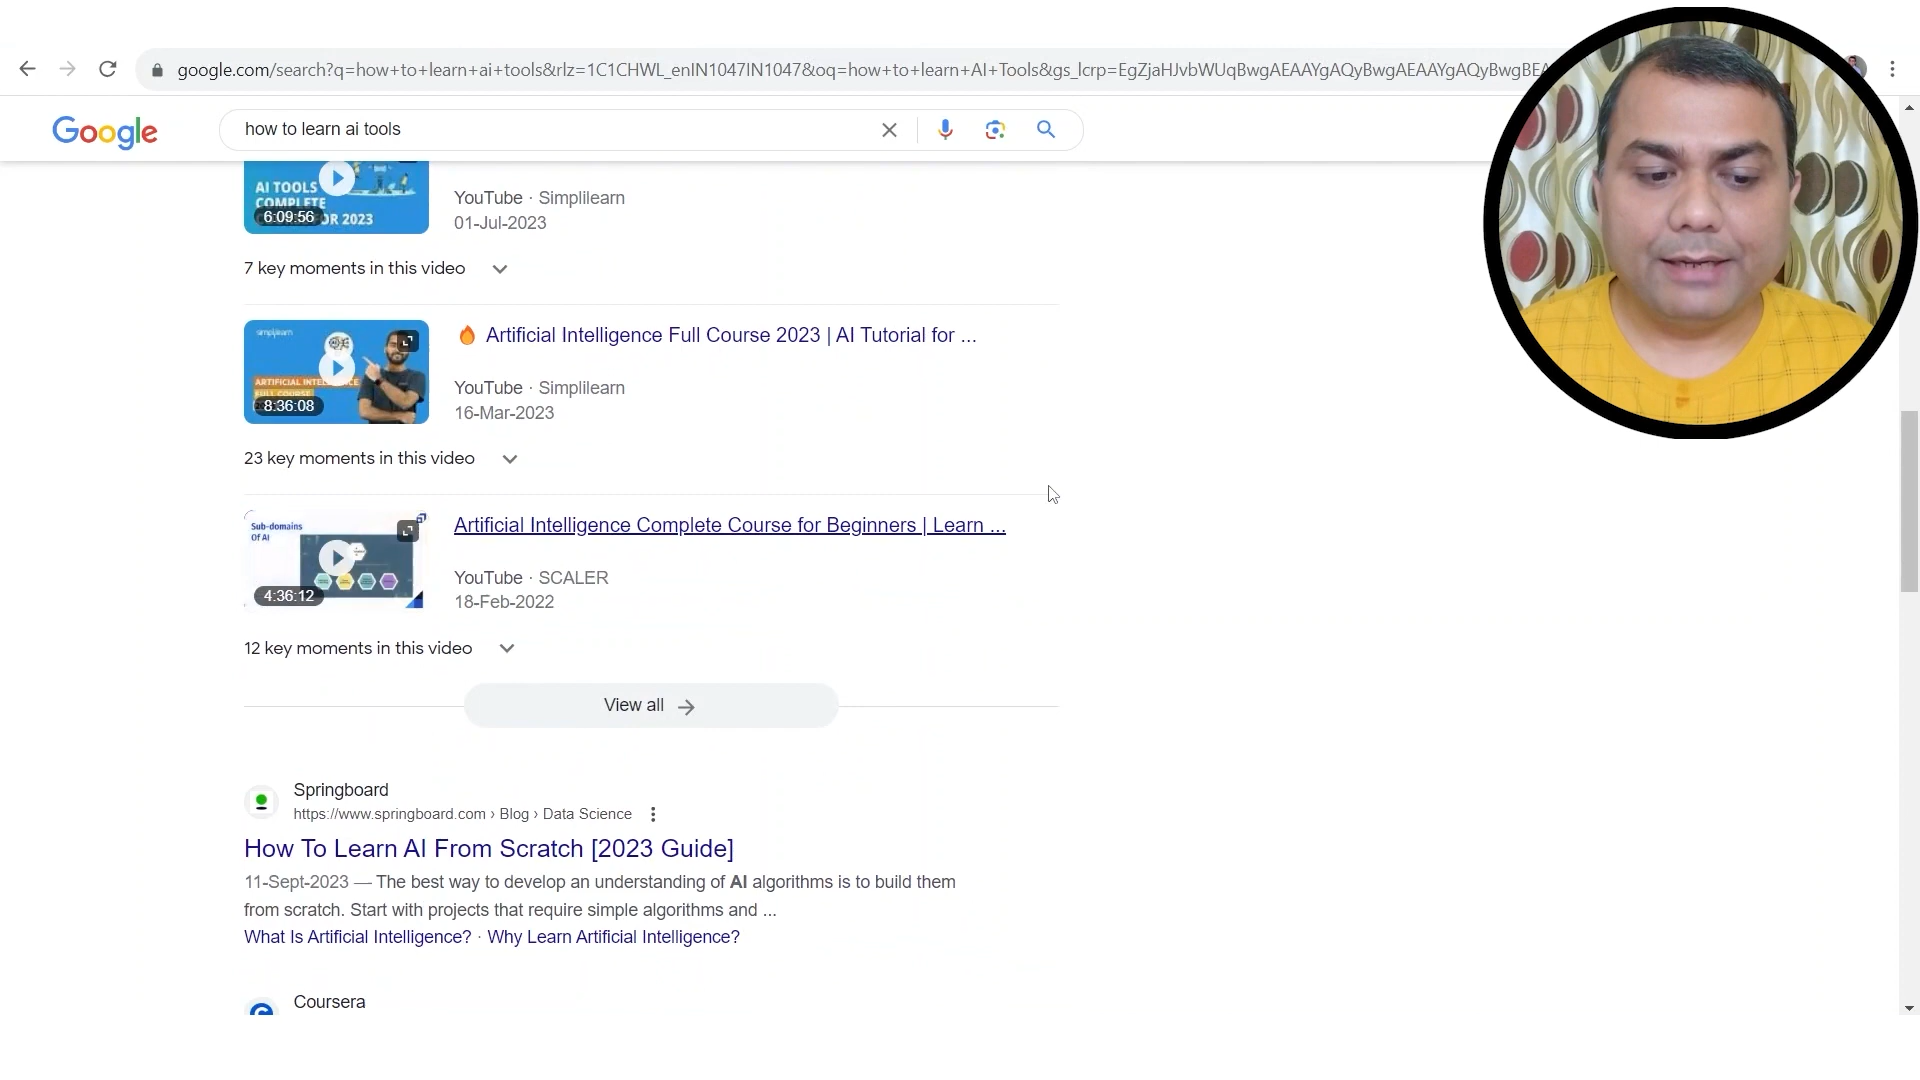 google.com/search?q=how+to+learn+ai+tools&rlz=1C1CHWL_enIN1047IN1047&oq=how+to+learn+AI+Tools&gs_lcrp=EgZjaHJvbWUqBwgAEAAYgAQyBwgAEAAYgAQyBwgBEA
Google
how to learn ai tools
AI TOOLS
COMPLETE
FOR 2023
6:09:56
YouTube · Simplilearn
01-Jul-2023
7 key moments in this video
simplilearn
ARTIFICIAL INTELLIGENCE
FULL COURSE
8:36:08
🔥 Artificial Intelligence Full Course 2023 | AI Tutorial for ...
YouTube · Simplilearn
16-Mar-2023
23 key moments in this video
Sub-domains
Of AI
4:36:12
Artificial Intelligence Complete Course for Beginners | Learn ...
YouTube · SCALER
18-Feb-2022
12 key moments in this video
View all
Springboard
https://www.springboard.com › Blog › Data Science
How To Learn AI From Scratch [2023 Guide]
11-Sept-2023 — The best way to develop an understanding of AI algorithms is to build them
from scratch. Start with projects that require simple algorithms and ...
What Is Artificial Intelligence? · Why Learn Artificial Intelligence?
Coursera